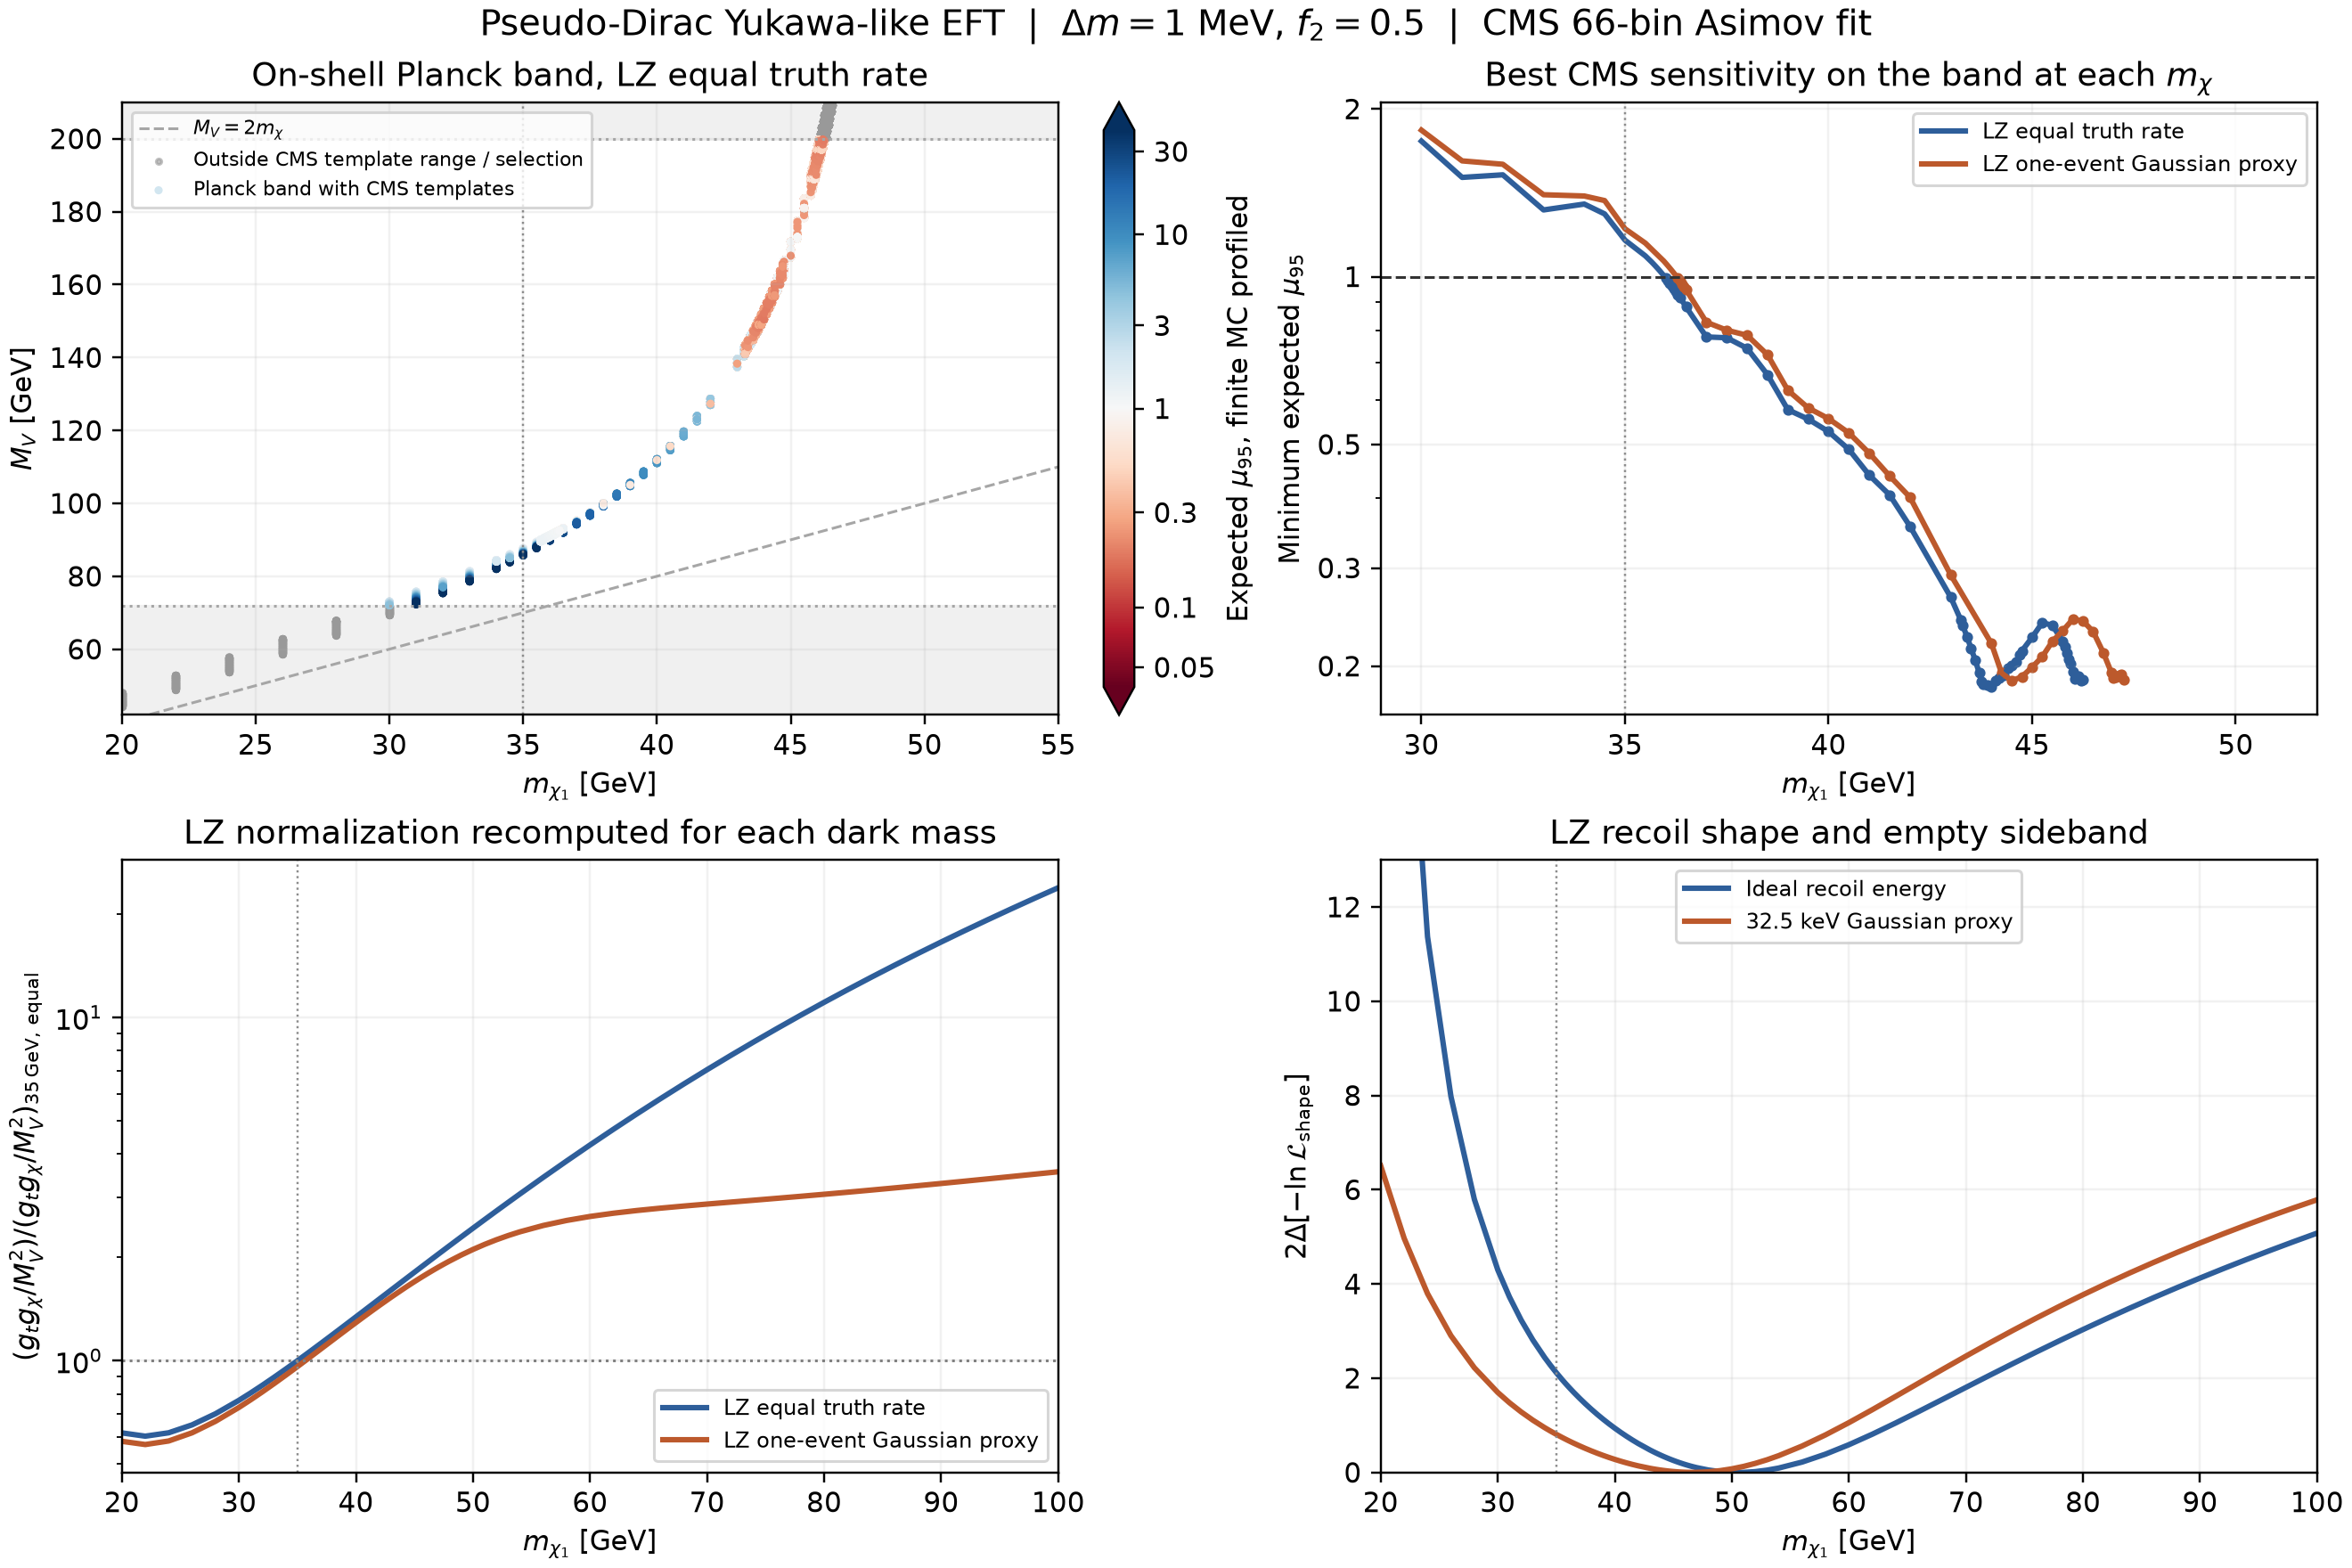 Pseudo-Dirac Yukawa-like EFT | Δm = 1 MeV, f₂ = 0.5 | CMS 66-bin Asimov fit
On-shell Planck band, LZ equal truth rate
M_V = 2m_χ
Outside CMS template range / selection
Planck band with CMS templates
200
180
160
140
120
100
80
60
M_V [GeV]
20 25 30 35 40 45 50 55
m_χ₁ [GeV]
30
10
3
1
0.3
0.1
0.05
Expected μ₉₅, finite MC profiled
Best CMS sensitivity on the band at each m_χ
LZ equal truth rate
LZ one-event Gaussian proxy
2
1
0.5
0.3
0.2
Minimum expected μ₉₅
30 35 40 45 50
m_χ₁ [GeV]
LZ normalization recomputed for each dark mass
10¹
10⁰
(g_t g_χ/M_V²)/(g_t g_χ/M_V²)_35 GeV, equal
LZ equal truth rate
LZ one-event Gaussian proxy
20 30 40 50 60 70 80 90 100
m_χ₁ [GeV]
LZ recoil shape and empty sideband
Ideal recoil energy
32.5 keV Gaussian proxy
12
10
8
6
4
2
0
2Δ[−ln ℒ_shape]
20 30 40 50 60 70 80 90 100
m_χ₁ [GeV]